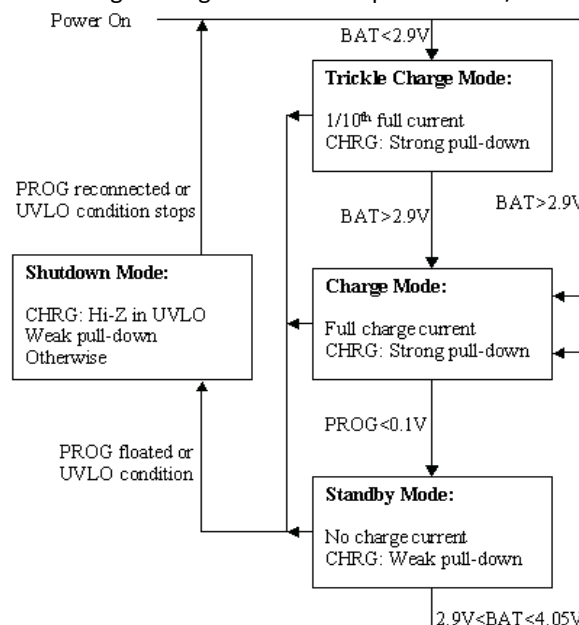 Power On
BAT<2.9V
Trickle Charge Mode:
1/10th full current
CHRG: Strong pull-down
PROG reconnected or
UVLO condition stops
BAT>2.9V
BAT>2.9V
Shutdown Mode:
CHRG: Hi-Z in UVLO
Weak pull-down
Otherwise
Charge Mode:
Full charge current
CHRG: Strong pull-down
PROG<0.1V
PROG floated or
UVLO condition
Standby Mode:
No charge current
CHRG: Weak pull-down
2.9V<BAT<4.05V